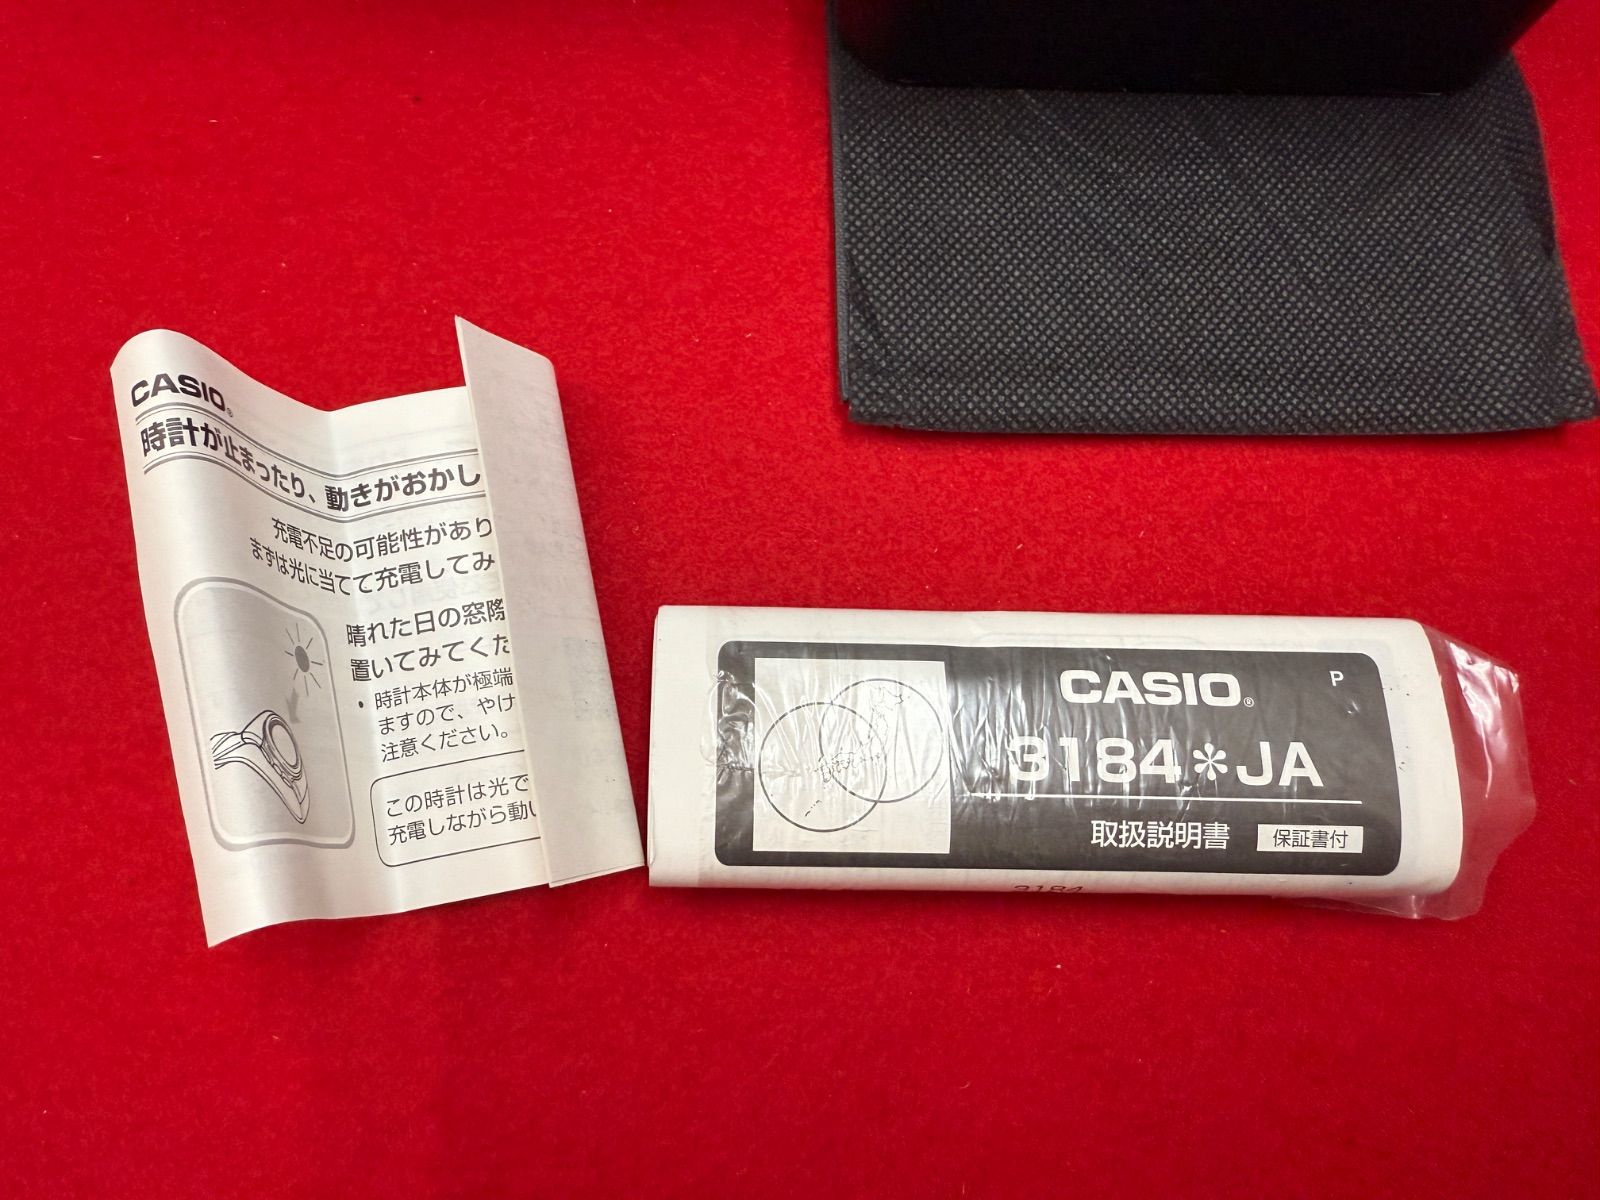 CASIO®
時計が止まったり、動きがおかし
充電不足の可能性があり
まずは光に当てて充電してみ
晴れた日の窓際
置いてみてくだ
・時計本体が極端
ますので、やけ
注意ください。
この時計は光で
充電しながら動い
CASIO®
P
3184＊JA
取扱説明書
保証書付
3184